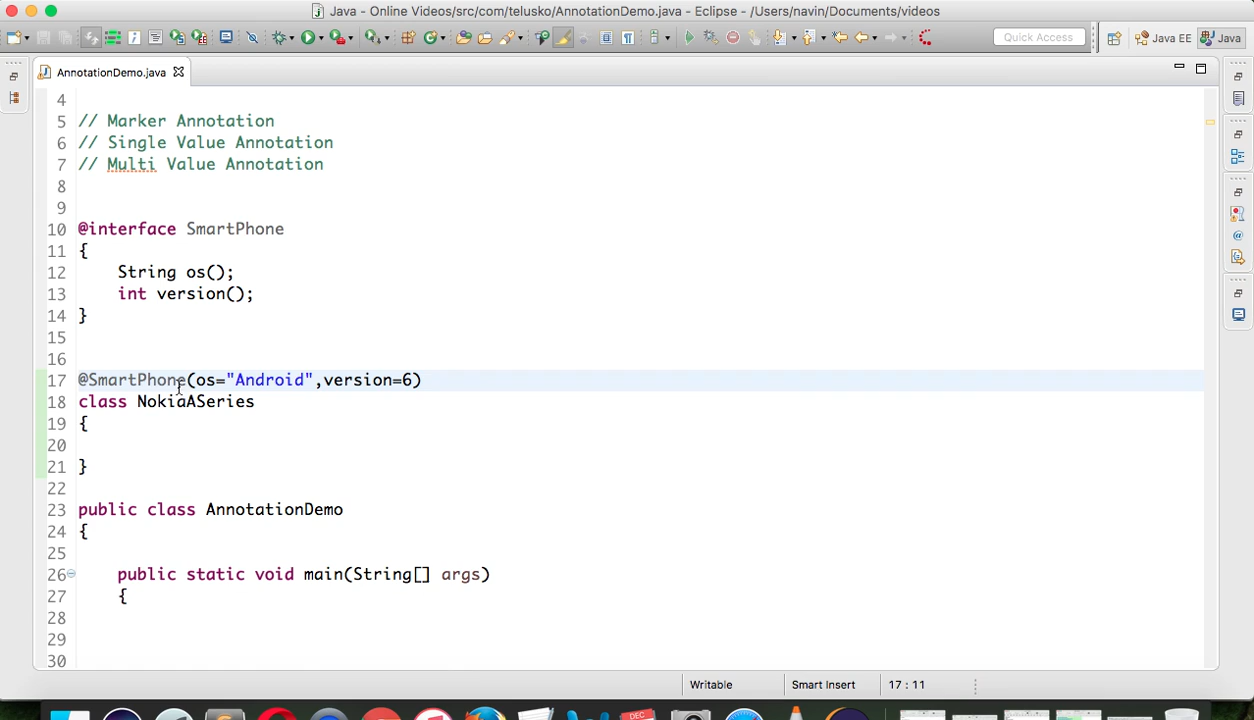 Java - Online Videos/src/com/telusko/AnnotationDemo.java - Eclipse - /Users/navin/Documents/videos
Quick Access
Java EE
Java
AnnotationDemo.java
4
5 // Marker Annotation
6 // Single Value Annotation
7 // Multi Value Annotation
8
9
10 @interface SmartPhone
11 {
12 String os();
13 int version();
14 }
15
16
17 @SmartPhone(os="Android",version=6)
18 class NokiaASeries
19 {
20
21 }
22
23 public class AnnotationDemo
24 {
25
26 public static void main(String[] args)
27 {
28
29
30
Writable
Smart Insert
17 : 11
DEC